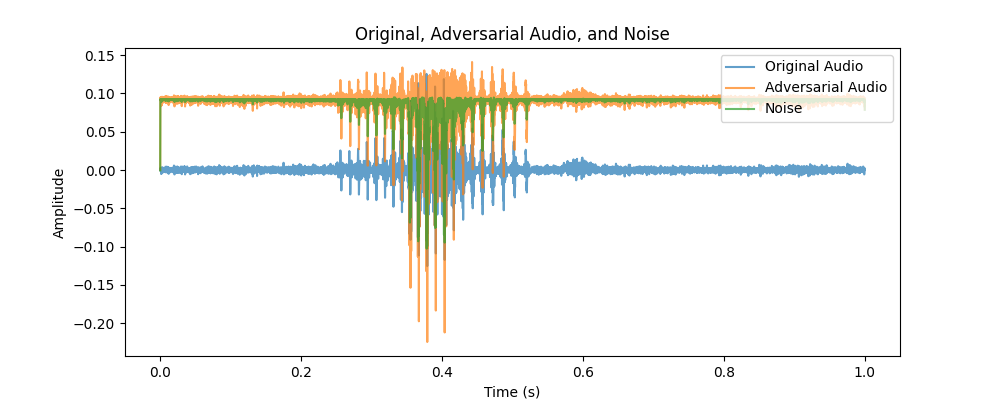 Original, Adversarial Audio, and Noise
Original Audio
Adversarial Audio
Noise
0.15
0.10
0.05
0.00
−0.05
−0.10
−0.15
−0.20
Amplitude
0.0
0.2
0.4
0.6
0.8
1.0
Time (s)